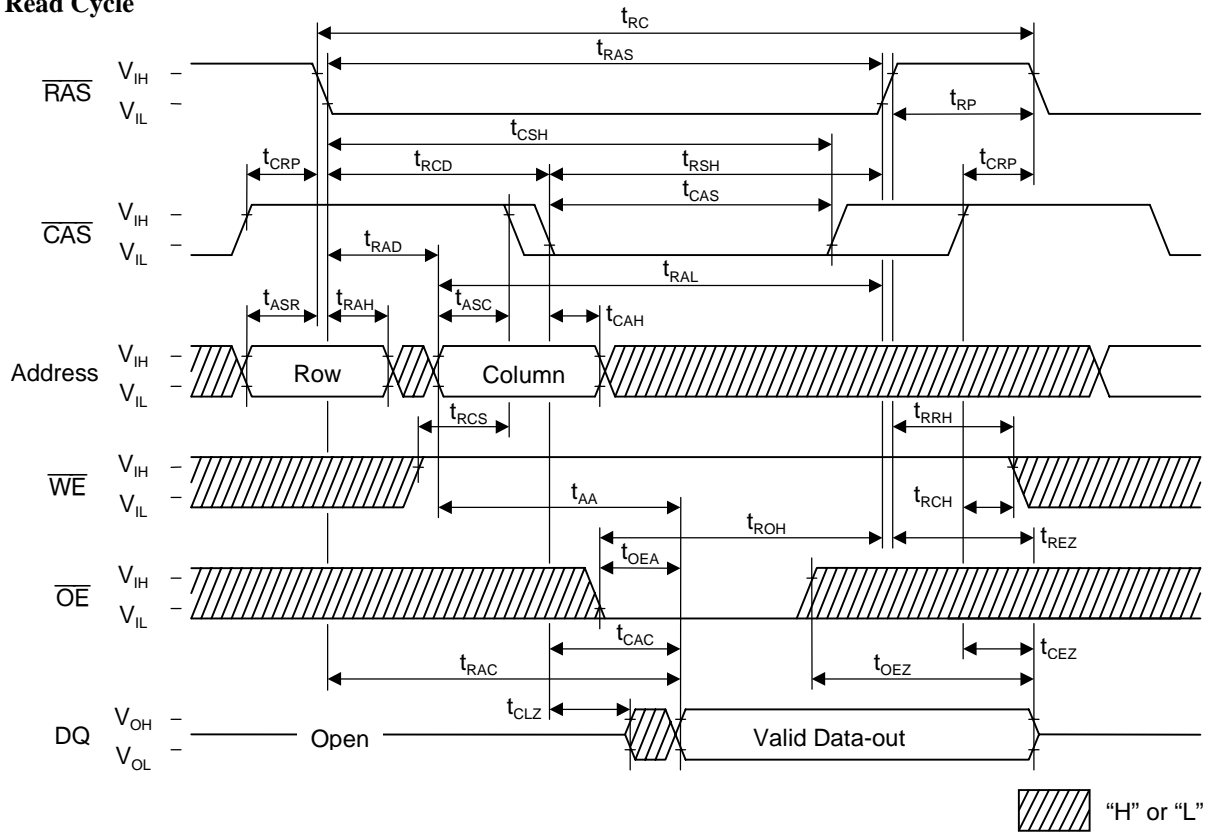 Read Cycle
tRC
tRAS
RAS
VIH
VIL
tRP
tCSH
tCRP
tRCD
tRSH
tCRP
tCAS
CAS
VIH
VIL
tRAD
tRAL
tASR
tRAH
tASC
tCAH
Address
VIH
VIL
Row
Column
tRCS
tRRH
WE
VIH
VIL
tAA
tRCH
tROH
tREZ
tOEA
OE
VIH
VIL
tCAC
tCEZ
tRAC
tOEZ
tCLZ
DQ
VOH
VOL
Open
Valid Data-out
“H” or “L”